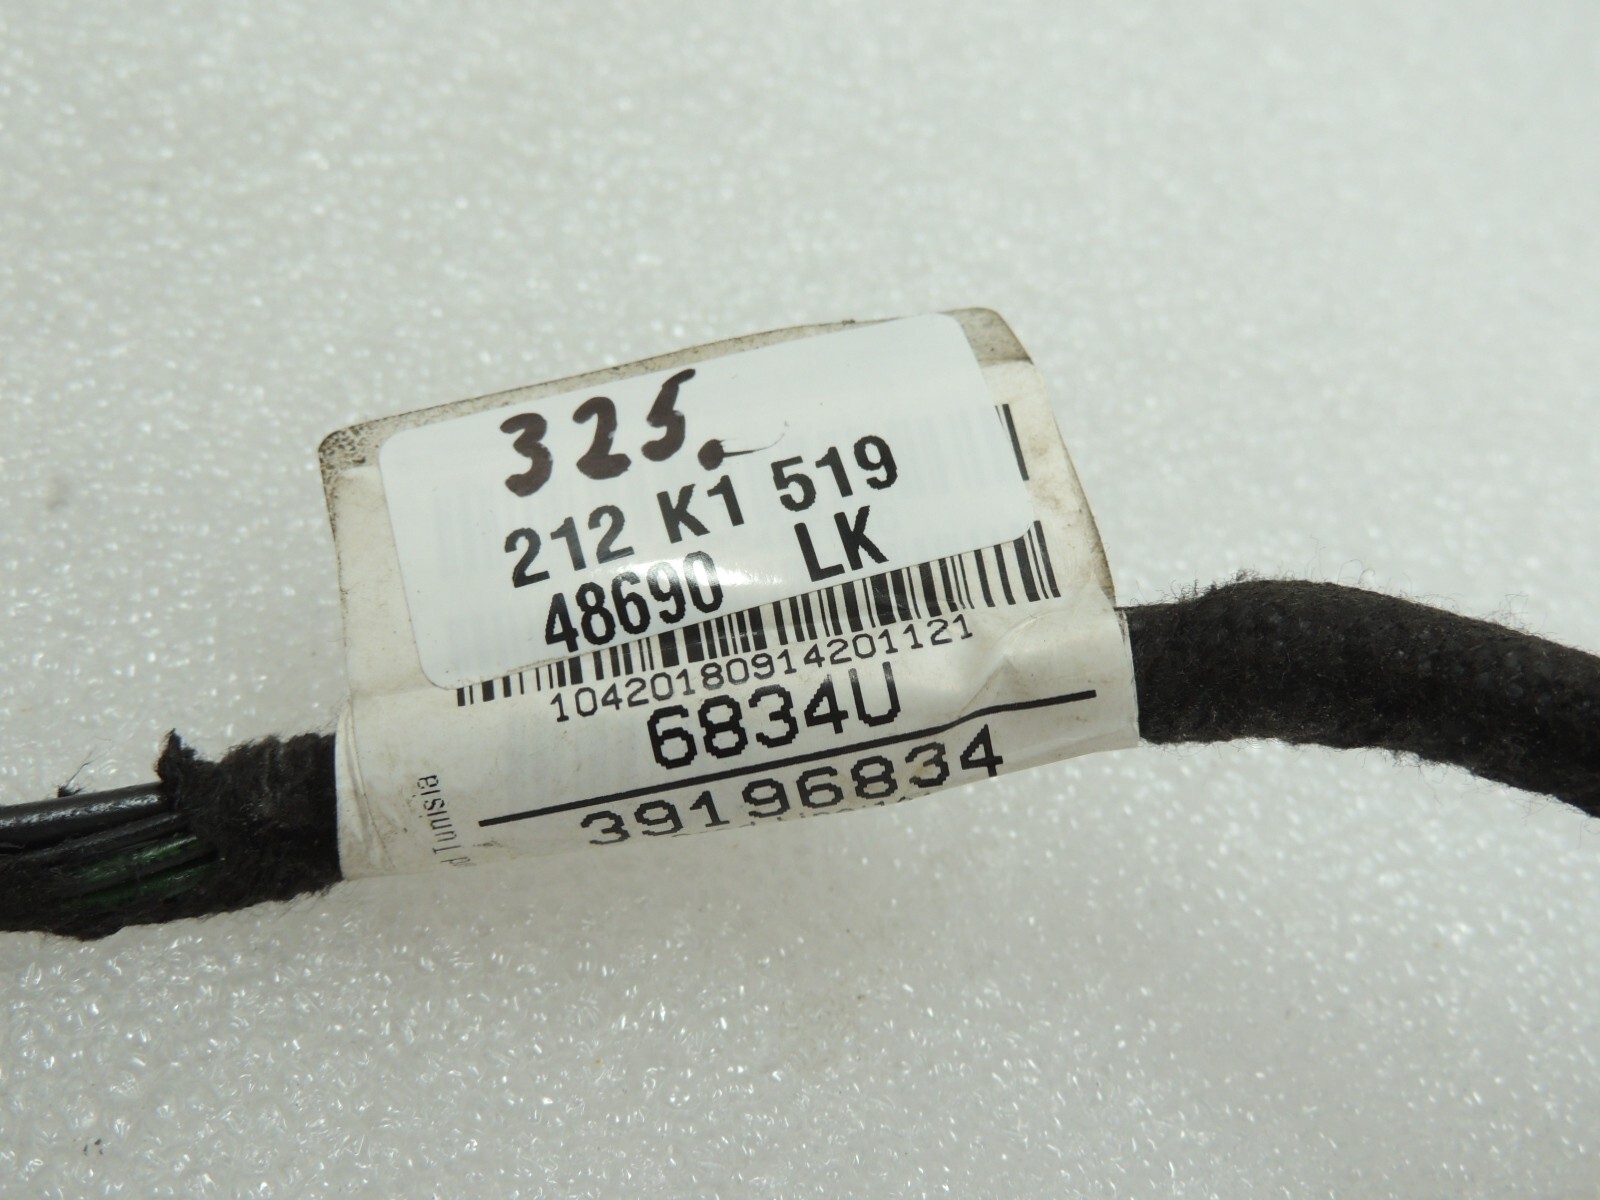 325.
212 K1 519
48690 LK
10420180914201121
6834U
39196834
Tunisia